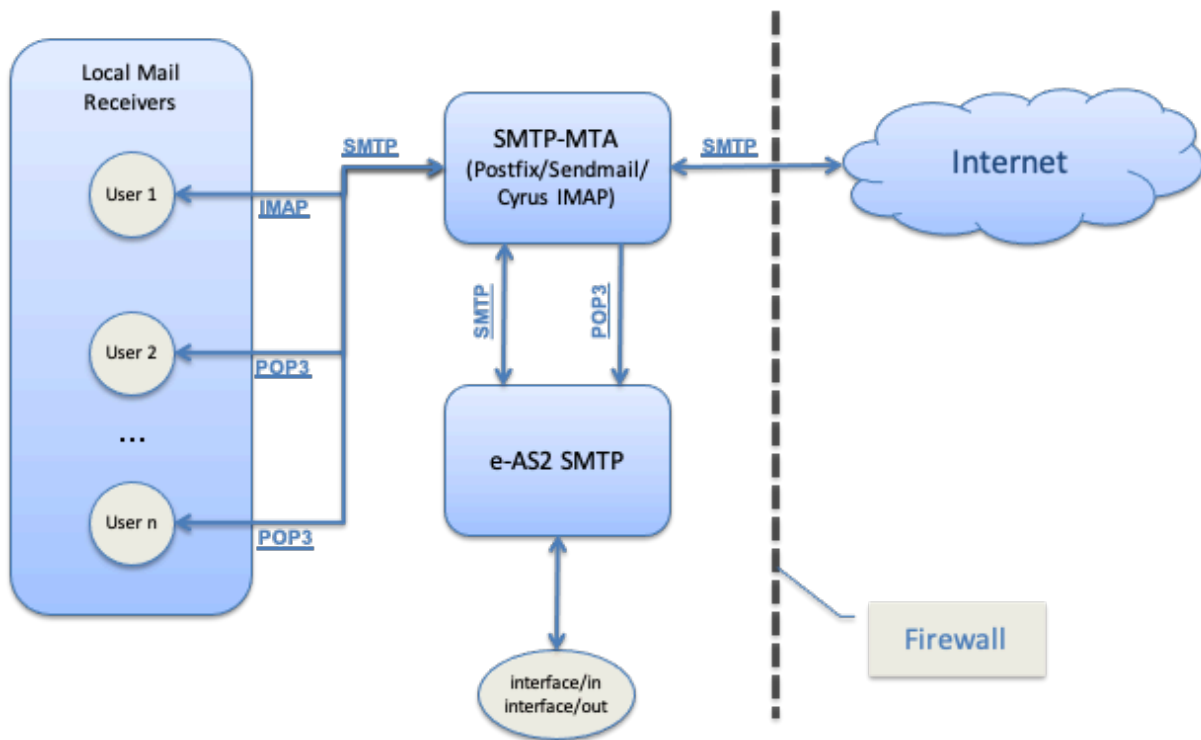 Local Mail
Receivers
User 1
User 2
...
User n
SMTP
IMAP
POP3
POP3
SMTP-MTA
(Postfix/Sendmail/
Cyrus IMAP)
SMTP
Internet
SMTP
POP3
e-AS2 SMTP
interface/in
interface/out
Firewall